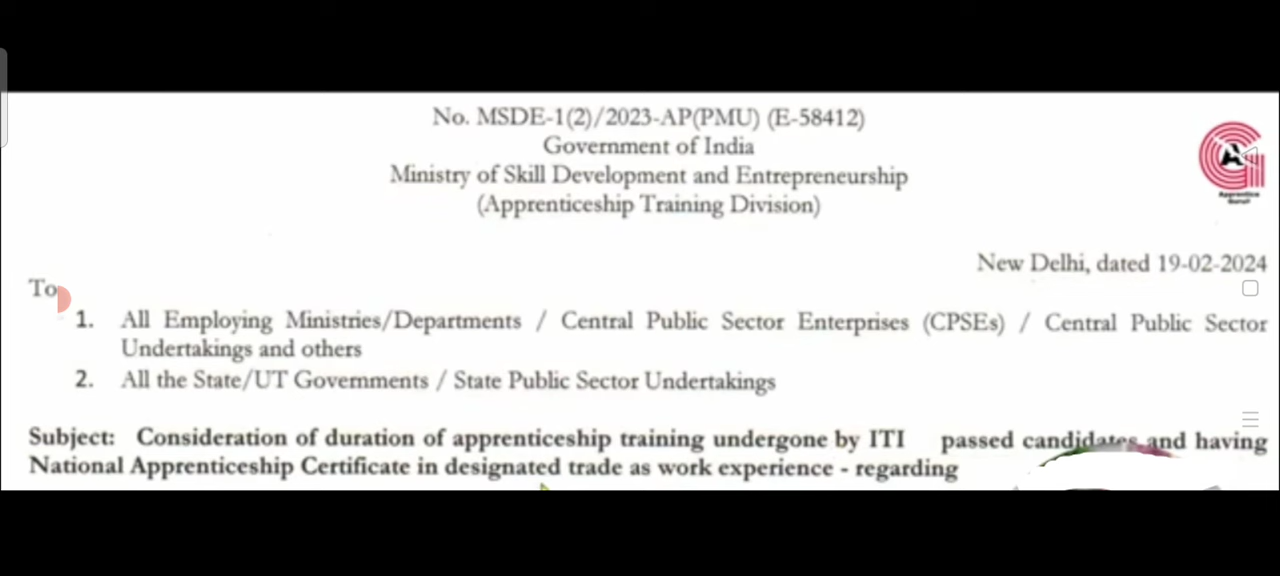 No. MSDE-1(2)/2023-AP(PMU) (E-58412)
Government of India
Ministry of Skill Development and Entrepreneurship
(Apprenticeship Training Division)
New Delhi, dated 19-02-2024
To
1. All Employing Ministries/Departments / Central Public Sector Enterprises (CPSEs) / Central Public Sector
Undertakings and others
2. All the State/UT Governments / State Public Sector Undertakings
Subject: Consideration of duration of apprenticeship training undergone by ITI passed candidates and having
National Apprenticeship Certificate in designated trade as work experience - regarding